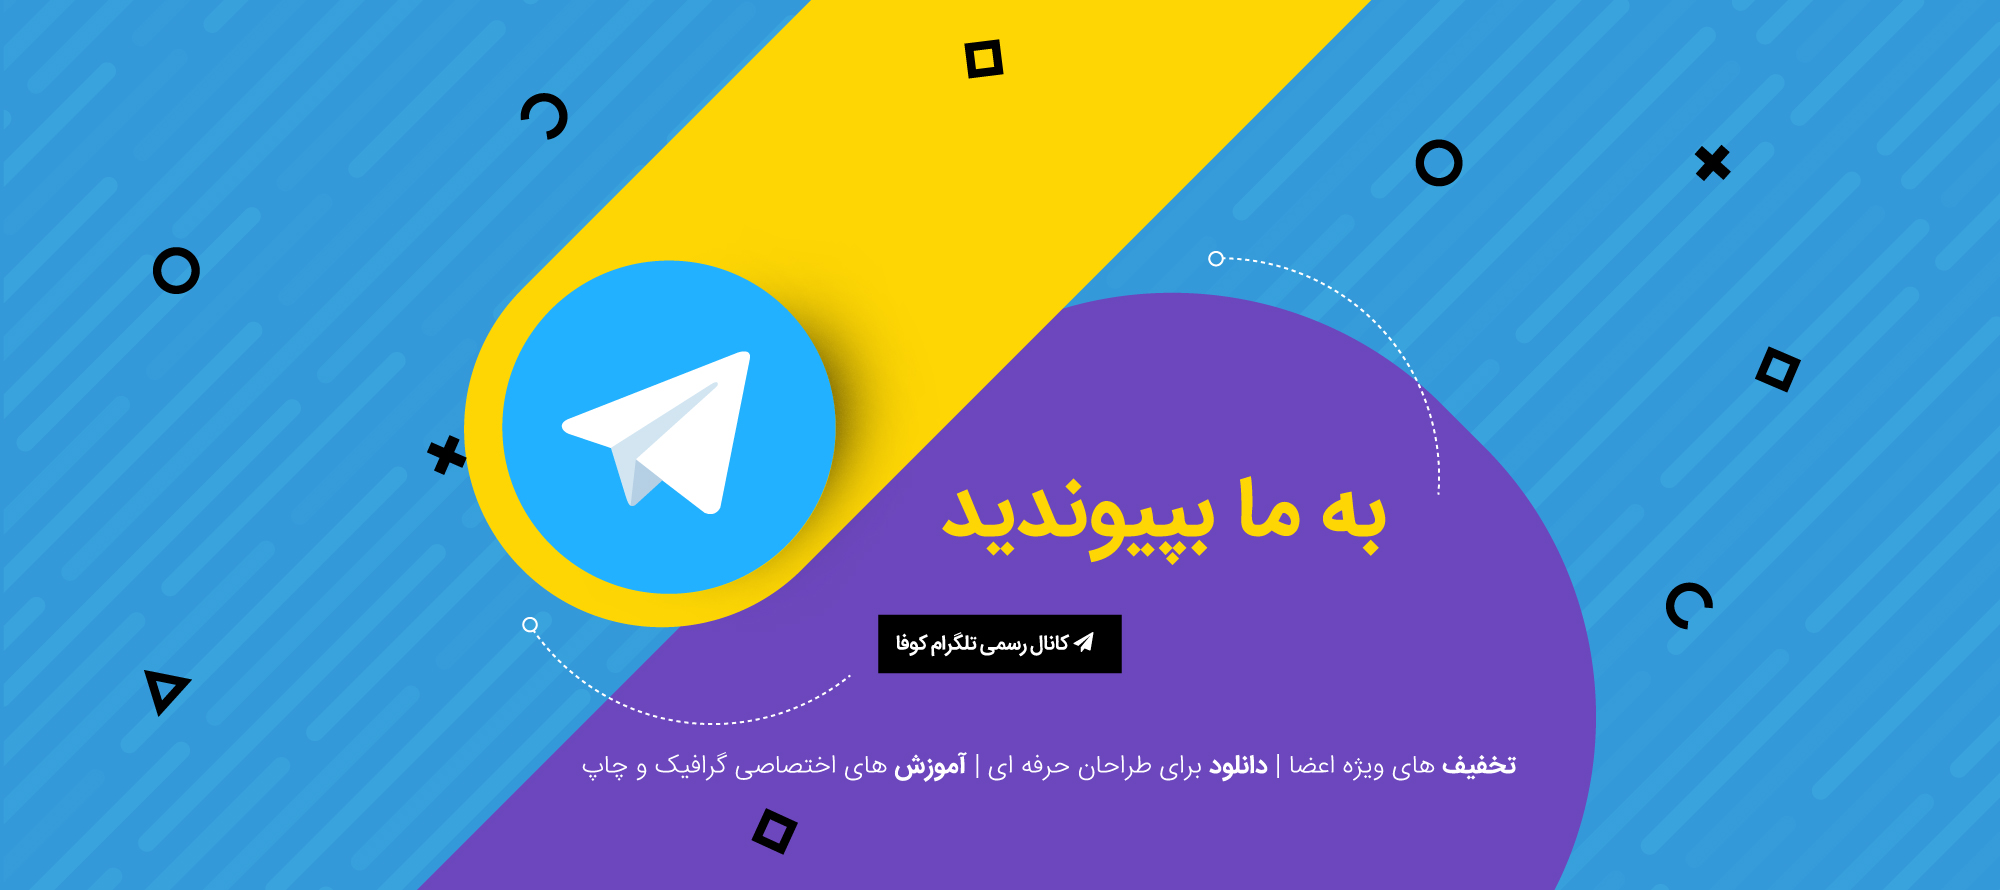 به ما بپیوندید
کانال رسمی تلگرام کوفا
تخفیف های ویژه اعضا | دانلود برای طراحان حرفه ای | آموزش های اختصاصی گرافیک و چاپ